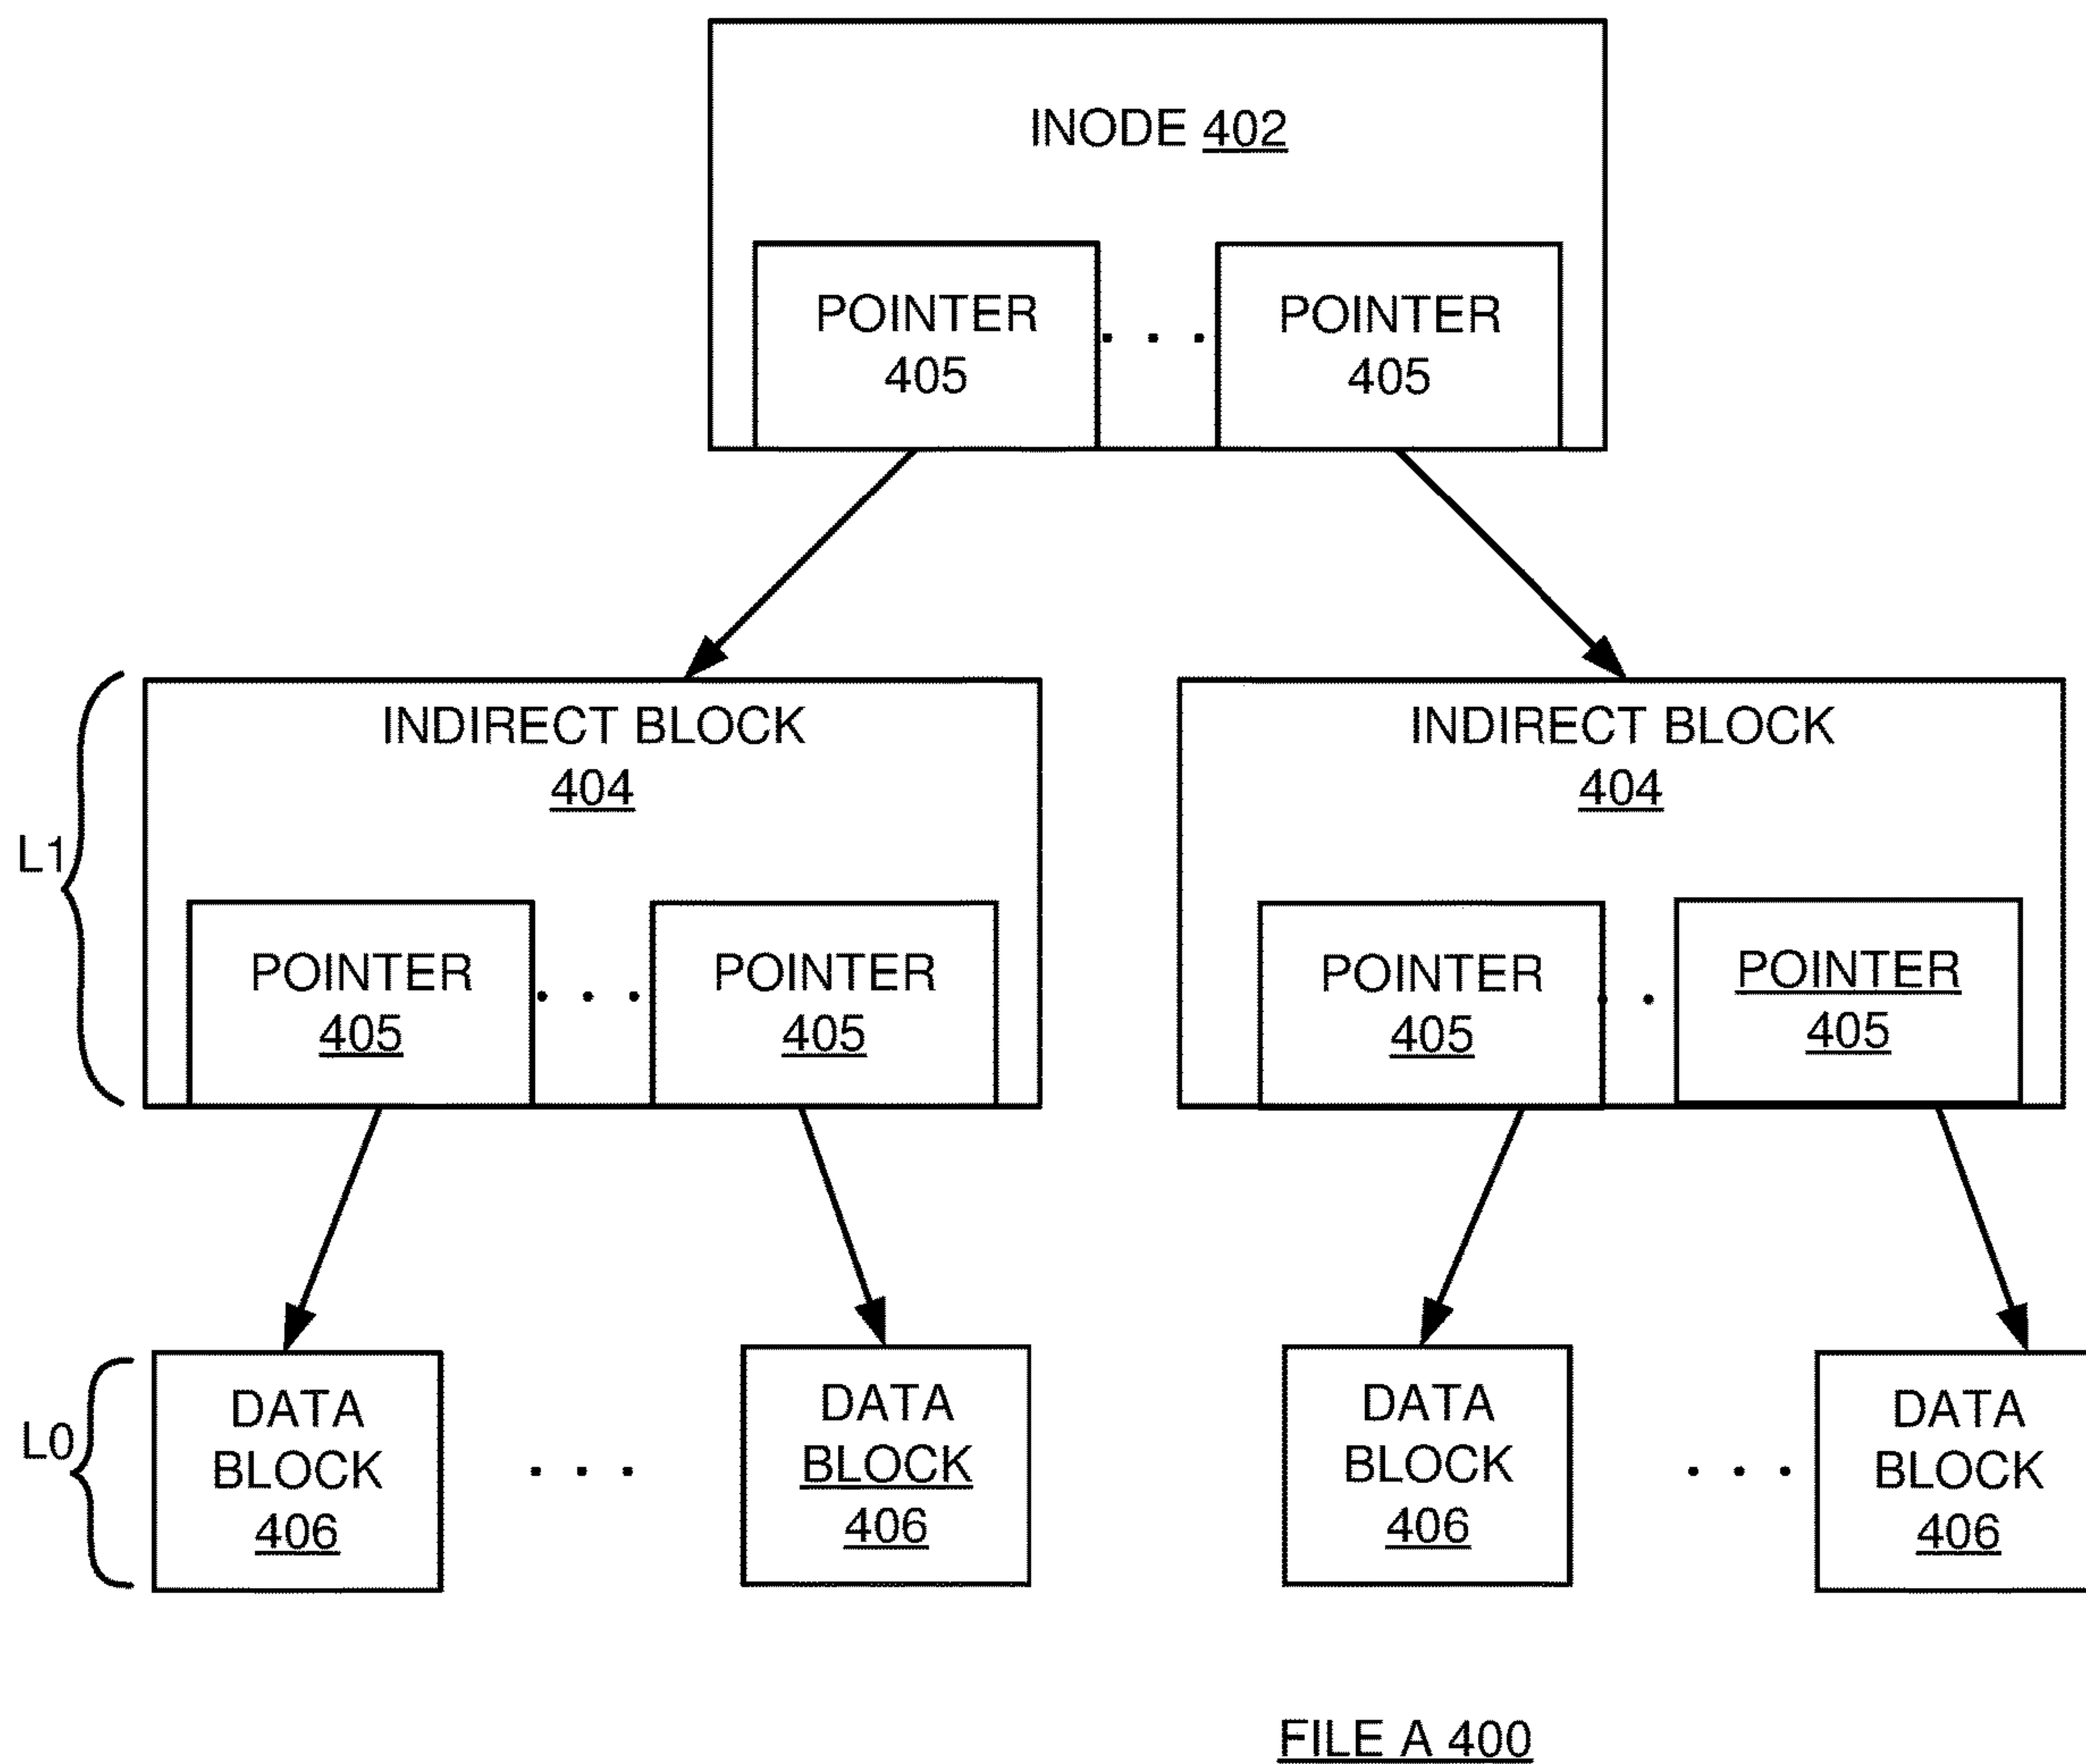 INODE 402
POINTER
405
. . .
POINTER
405
L1
INDIRECT BLOCK
404
POINTER
405
. . .
POINTER
405
INDIRECT BLOCK
404
POINTER
405
. .
POINTER
405
L0
DATA
BLOCK
406
. . .
DATA
BLOCK
406
DATA
BLOCK
406
. . .
DATA
BLOCK
406
FILE A 400